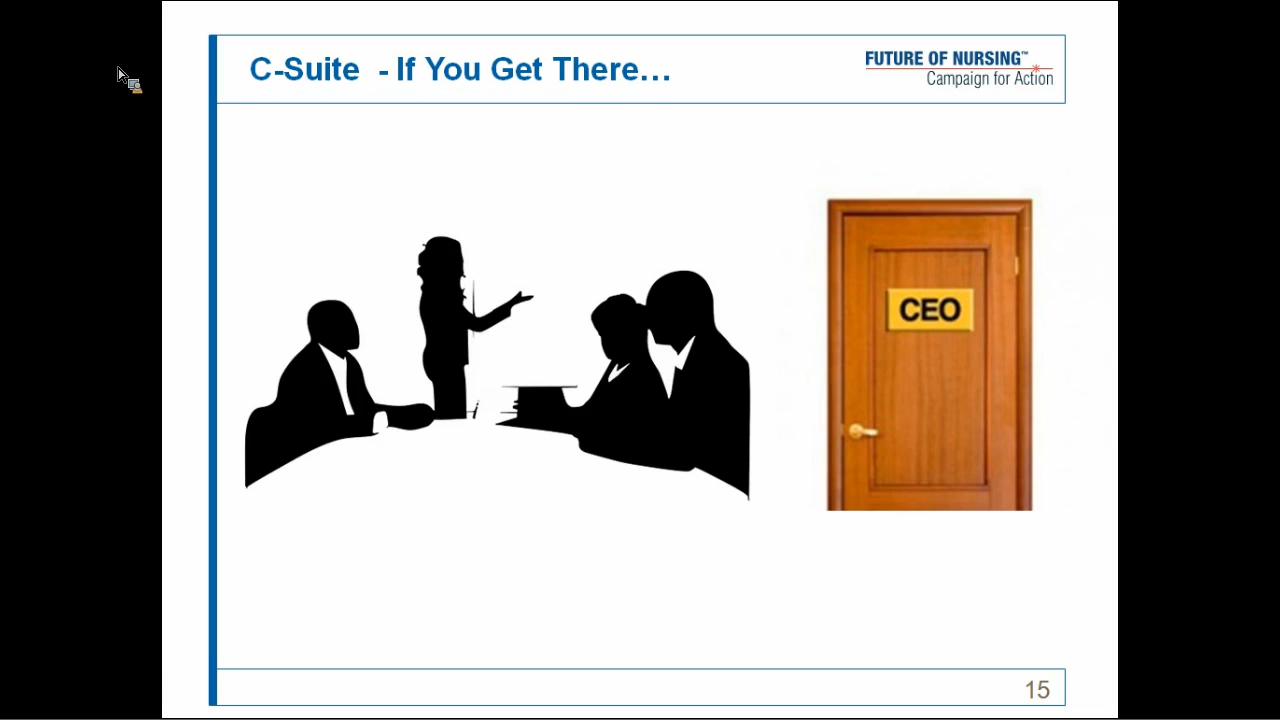 C-Suite - If You Get There...
FUTURE OF NURSING™
Campaign for Action
CEO
15